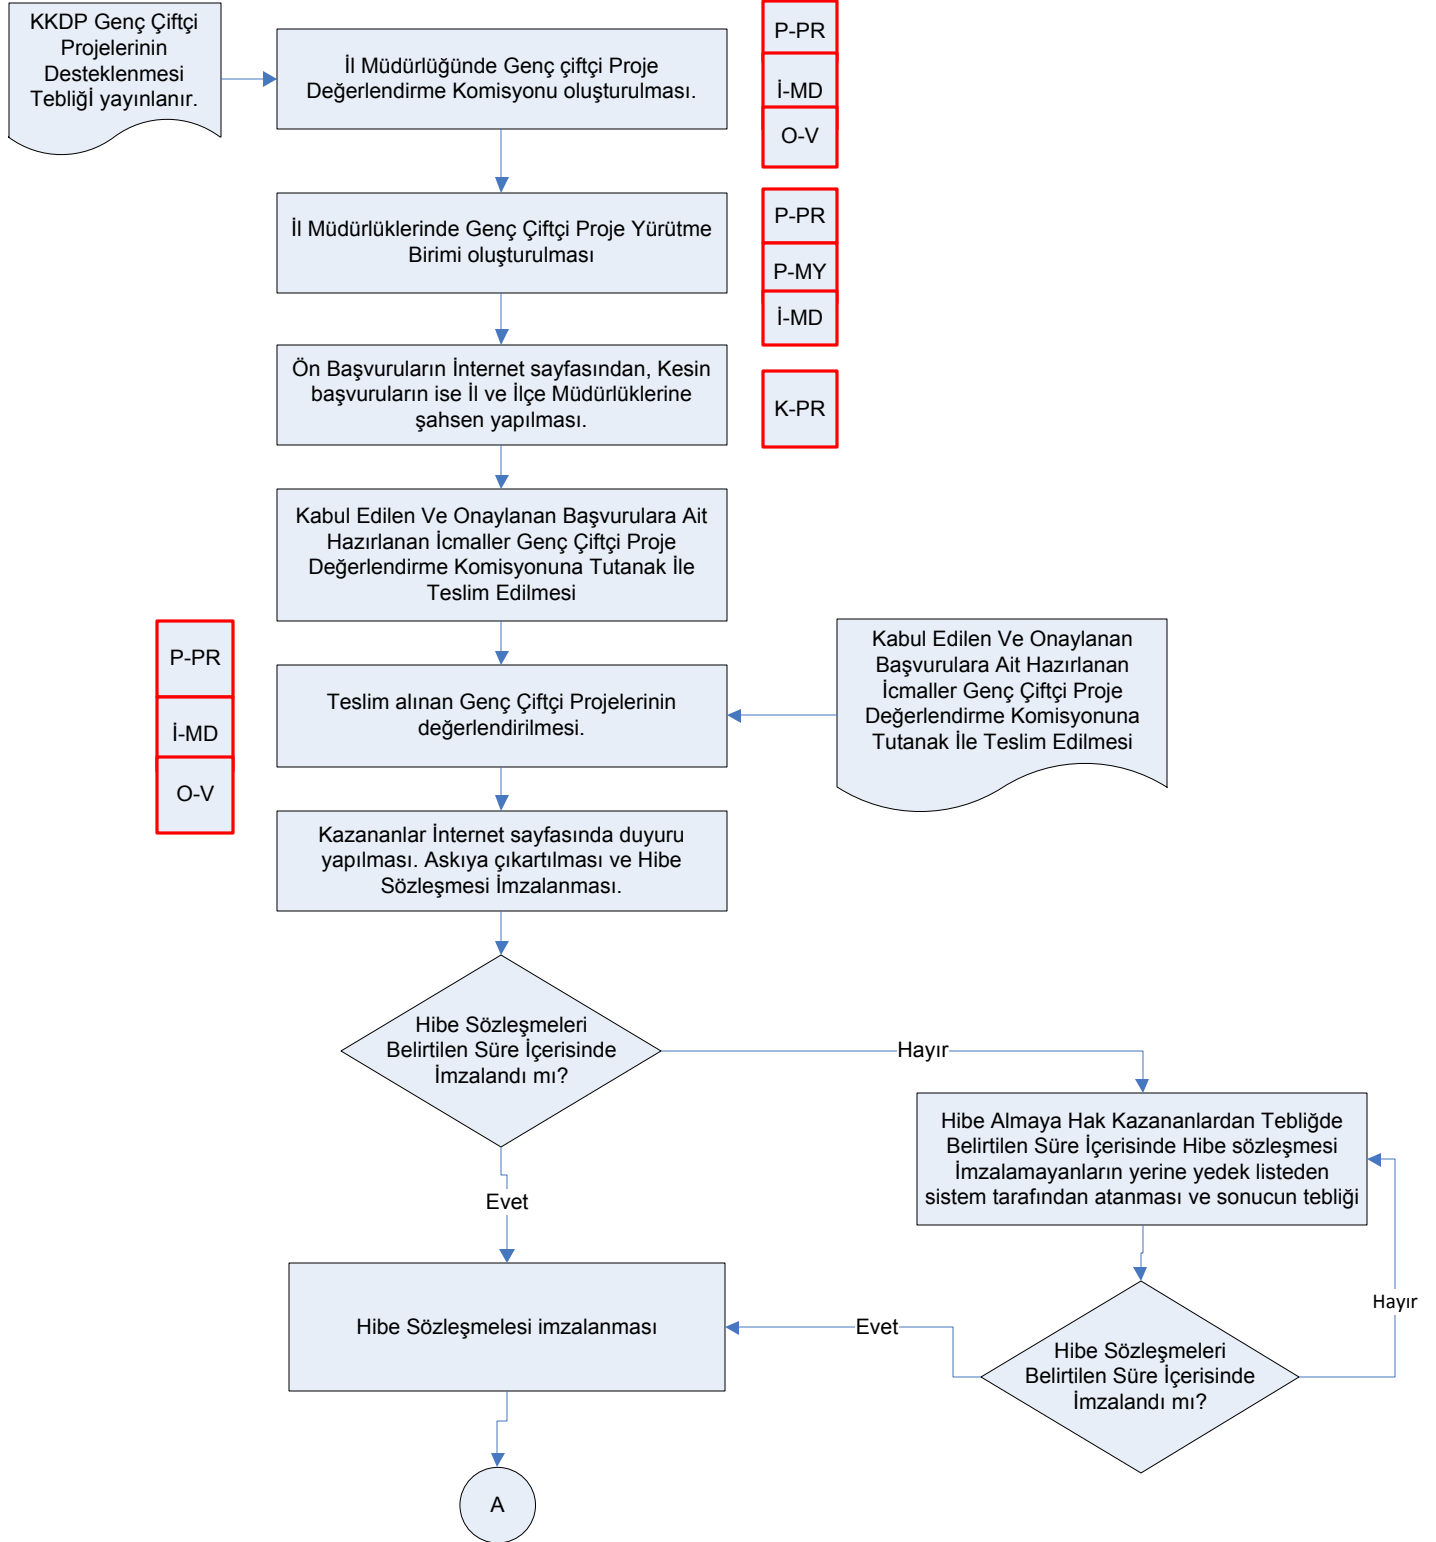 KKDP Genç Çiftçi
Projelerinin
Desteklenmesi
Tebliğİ yayınlanır.
İl Müdürlüğünde Genç çiftçi Proje
Değerlendirme Komisyonu oluşturulması.
P-PR
İ-MD
O-V
İl Müdürlüklerinde Genç Çiftçi Proje Yürütme
Birimi oluşturulması
P-PR
P-MY
İ-MD
Ön Başvuruların İnternet sayfasından, Kesin
başvuruların ise İl ve İlçe Müdürlüklerine
şahsen yapılması.
K-PR
Kabul Edilen Ve Onaylanan Başvurulara Ait
Hazırlanan İcmaller Genç Çiftçi Proje
Değerlendirme Komisyonuna Tutanak İle
Teslim Edilmesi
P-PR
İ-MD
O-V
Teslim alınan Genç Çiftçi Projelerinin
değerlendirilmesi.
Kabul Edilen Ve Onaylanan
Başvurulara Ait Hazırlanan
İcmaller Genç Çiftçi Proje
Değerlendirme Komisyonuna
Tutanak İle Teslim Edilmesi
Kazananlar İnternet sayfasında duyuru
yapılması. Askıya çıkartılması ve Hibe
Sözleşmesi İmzalanması.
Hibe Sözleşmeleri
Belirtilen Süre İçerisinde
İmzalandı mı?
Hayır
Hibe Almaya Hak Kazananlardan Tebliğde
Belirtilen Süre İçerisinde Hibe sözleşmesi
İmzalamayanların yerine yedek listeden
sistem tarafından atanması ve sonucun tebliği
Evet
Hibe Sözleşmelesi imzalanması
Evet
Hayır
Hibe Sözleşmeleri
Belirtilen Süre İçerisinde
İmzalandı mı?
A